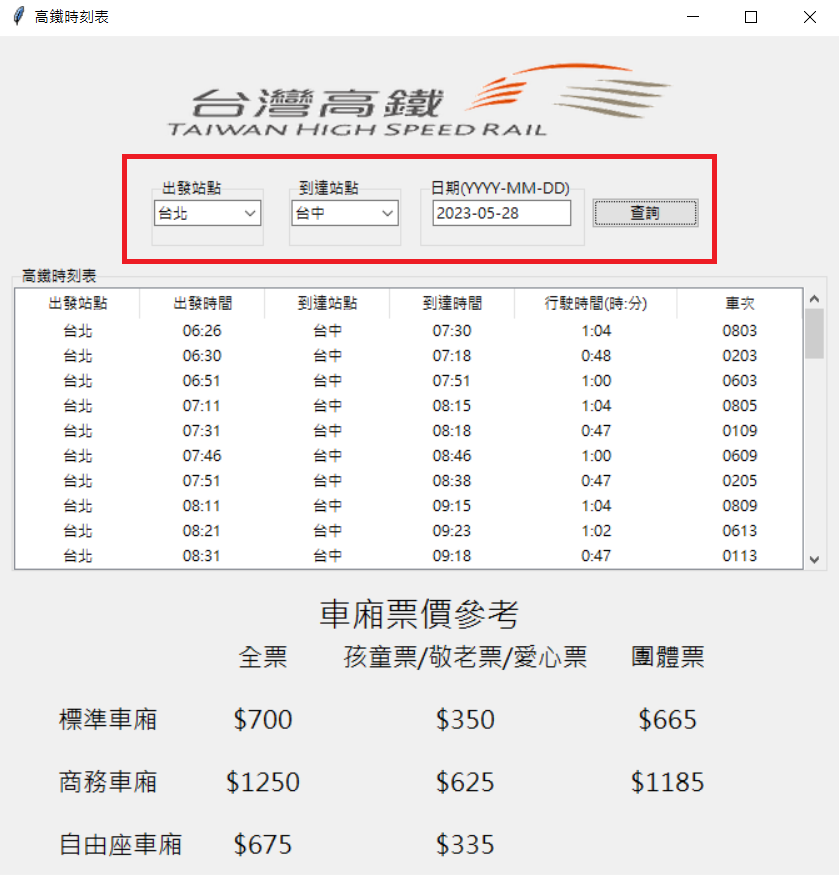 高鐵時刻表
台灣高鐵
TAIWAN HIGH SPEED RAIL
出發站點 到達站點 日期(YYYY-MM-DD)
台北 台中 2023-05-28 查詢
高鐵時刻表
出發站點 出發時間 到達站點 到達時間 行駛時間(時:分) 車次
台北 06:26 台中 07:30 1:04 0803
台北 06:30 台中 07:18 0:48 0203
台北 06:51 台中 07:51 1:00 0603
台北 07:11 台中 08:15 1:04 0805
台北 07:31 台中 08:18 0:47 0109
台北 07:46 台中 08:46 1:00 0609
台北 07:51 台中 08:38 0:47 0205
台北 08:11 台中 09:15 1:04 0809
台北 08:21 台中 09:23 1:02 0613
台北 08:31 台中 09:18 0:47 0113
車廂票價參考
全票 孩童票/敬老票/愛心票 團體票
標準車廂 $700 $350 $665
商務車廂 $1250 $625 $1185
自由座車廂 $675 $335